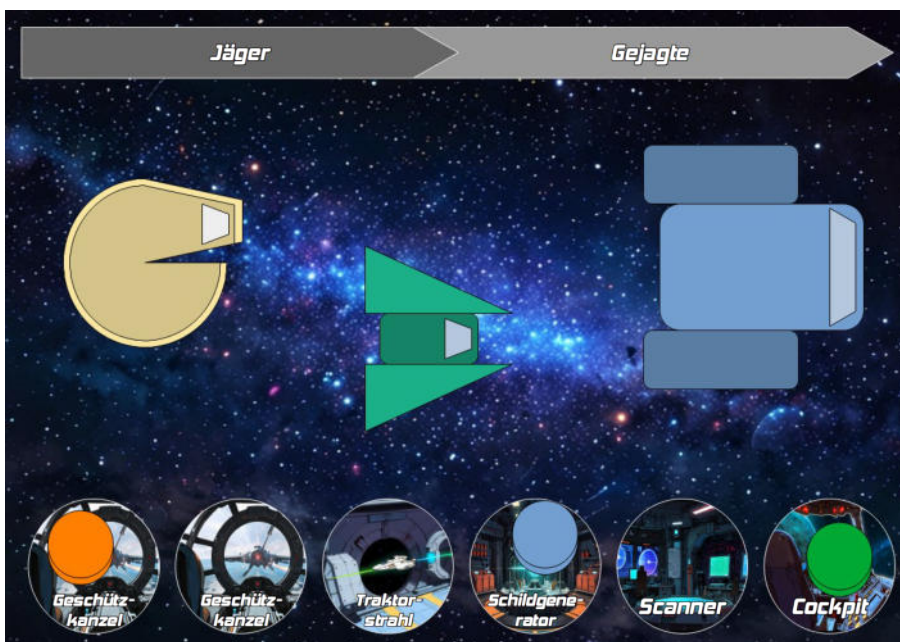 Jäger
Gejagte
Geschütz-
kanzel
Geschütz-
kanzel
Traktor-
strahl
Schildgene-
rator
Scanner
Cockpit